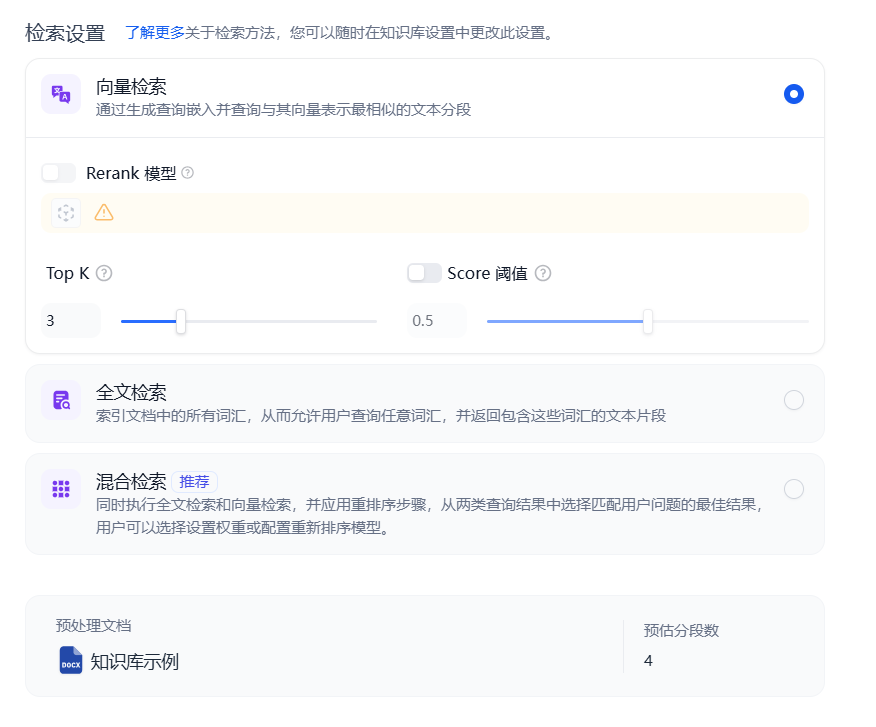 检索设置 了解更多关于检索方法，您可以随时在知识库设置中更改此设置。
向量检索
通过生成查询嵌入并查询与其向量表示最相似的文本分段
Rerank 模型
Top K Score 阈值
3 0.5
全文检索
索引文档中的所有词汇，从而允许用户查询任意词汇，并返回包含这些词汇的文本片段
混合检索 推荐
同时执行全文检索和向量检索，并应用重排序步骤，从两类查询结果中选择匹配用户问题的最佳结果，
用户可以选择设置权重或配置重新排序模型。
预处理文档
DOCX 知识库示例
预估分段数
4